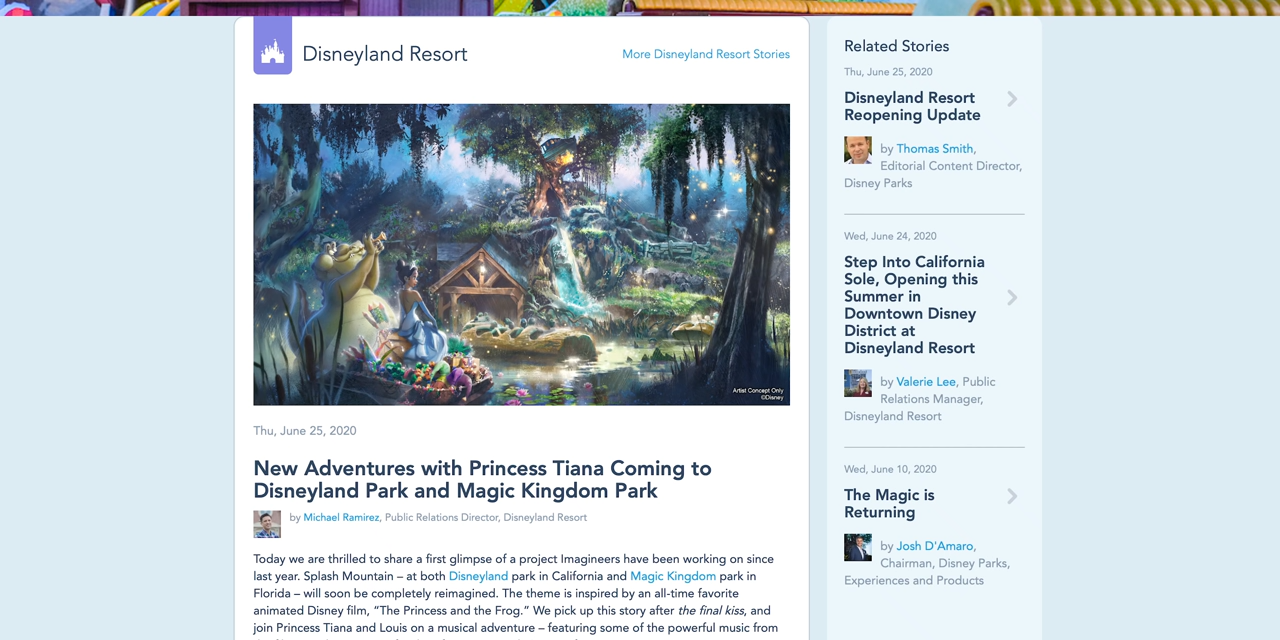 Disneyland Resort
More Disneyland Resort Stories
Artist Concept Only
©Disney
Thu, June 25, 2020
New Adventures with Princess Tiana Coming to
Disneyland Park and Magic Kingdom Park
by Michael Ramirez, Public Relations Director, Disneyland Resort
Today we are thrilled to share a first glimpse of a project Imagineers have been working on since
last year. Splash Mountain – at both Disneyland park in California and Magic Kingdom park in
Florida – will soon be completely reimagined. The theme is inspired by an all-time favorite
animated Disney film, “The Princess and the Frog.” We pick up this story after the final kiss, and
join Princess Tiana and Louis on a musical adventure – featuring some of the powerful music from
Related Stories
Thu, June 25, 2020
Disneyland Resort
Reopening Update
by Thomas Smith,
Editorial Content Director,
Disney Parks
Wed, June 24, 2020
Step Into California
Sole, Opening this
Summer in
Downtown Disney
District at
Disneyland Resort
by Valerie Lee, Public
Relations Manager,
Disneyland Resort
Wed, June 10, 2020
The Magic is
Returning
by Josh D'Amaro,
Chairman, Disney Parks,
Experiences and Products